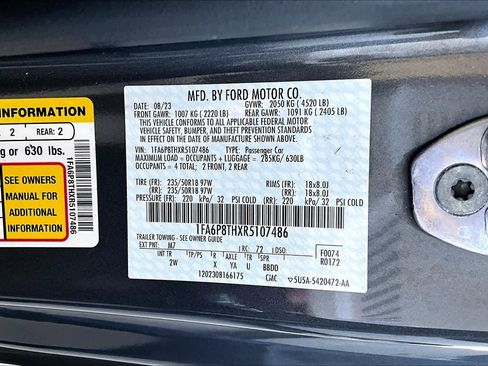 MFD. BY FORD MOTOR CO.
08/23 GVWR: 2050 KG ( 4520 LB)
FRONT GAWR: 1007 KG ( 2220 LB) REAR GAWR: 1091 KG ( 2405 LB)
THIS VEHICLE CONFORMS TO ALL APPLICABLE FEDERAL MOTOR
VEHICLE SAFETY, BUMPER, AND THEFT PREVENTION STANDARDS IN EFFECT
ON THE DATE OF MANUFACTURE SHOWN ABOVE.
VIN: 1FA6P8THXR5107486 TYPE: Passenger Car
MAXIMUM LOAD = OCCUPANTS + LUGGAGE = 285KG/ 630LB
OCCUPANTS = 4 TOTAL; 2 FRONT, 2 REAR
TIRE (FR): 235/50R18 97W (FR): 18x8.0J
(RR): 235/50R18 97W (RR): 18x8.0J
PRESSURE (FR): 220 kPa/ 32 PSI COLD (RR): 220 kPa/ 32 PSI COLD
1FA6P8THXR5107486
TRAILER TOWING - SEE OWNER GUIDE
EXT PNT: M7 RC: 72 DSO: F0074
R0172
INT TR TP/PS R AXLE TR SPR
2W X YA U BBDD
1202308166175 CMC 5U5A-5420472-AA
INFORMATION
2 REAR: 2
or 630 lbs.
SEE OWNERS
MANUAL FOR
ADDITIONAL
INFORMATION
1FA6P8THXR5107486